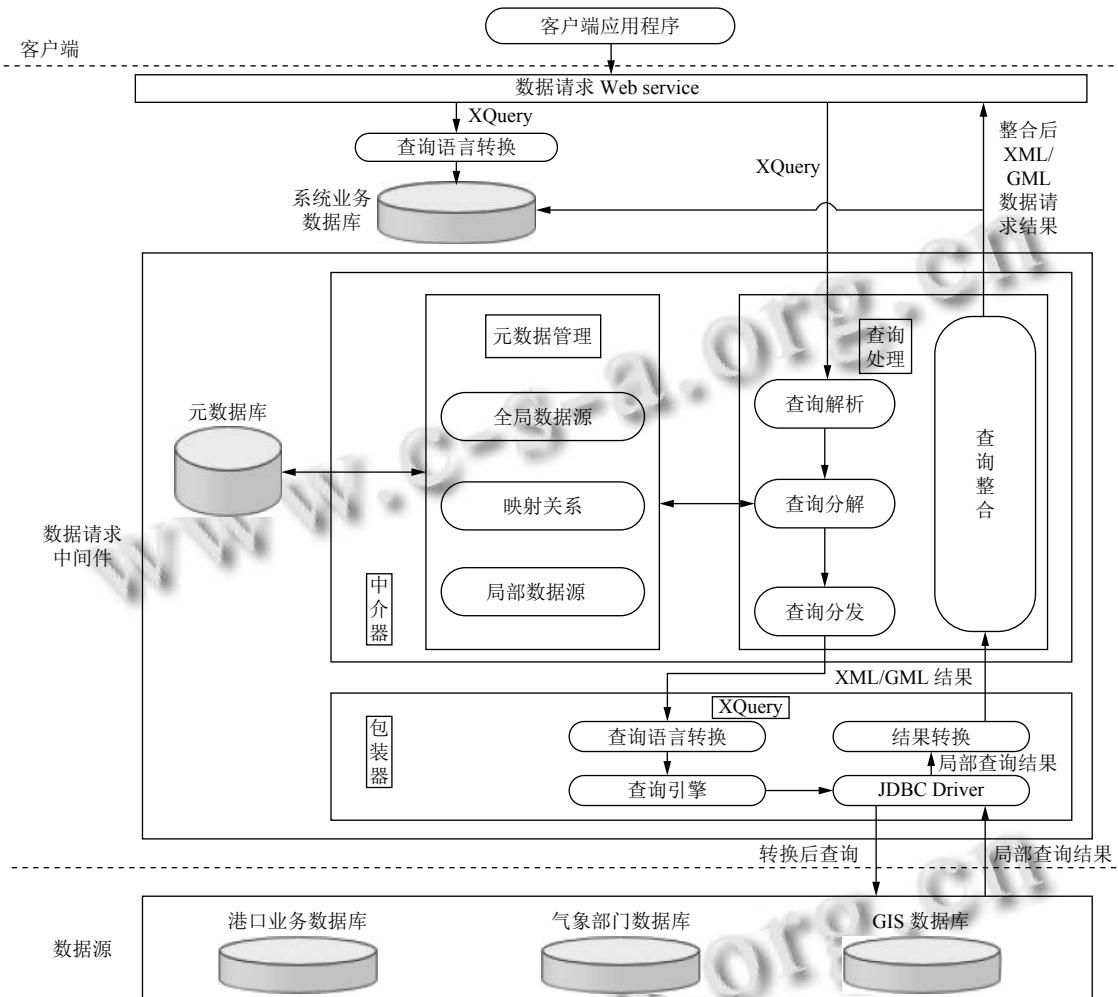 客户端应用程序
客户端
数据请求 Web service
XQuery
查询语言转换
系统业务
数据库
XQuery
整合后
XML/
GML
数据请
求结果
元数据管理
查询
处理
全局数据源
查询解析
元数据库
映射关系
查询分解
查
询
整
合
数据请求
中间件
局部数据源
查询分发
中
介
器
XML/GML 结果
XQuery
包
装
器
查询语言转换
结果转换
局部查询结果
查询引擎
JDBC Driver
转换后查询
局部查询结果
港口业务数据库
气象部门数据库
GIS 数据库
数据源
www.c-s-a.org.cn
org.cn